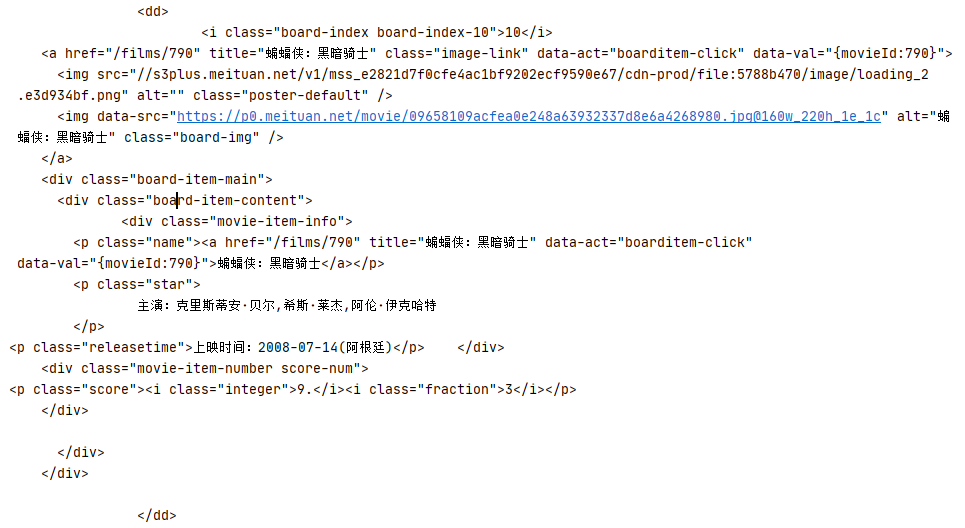 <dd>
<i class="board-index board-index-10">10</i>
<a href="/films/790" title="蝙蝠侠：黑暗骑士" class="image-link" data-act="boarditem-click" data-val="{movieId:790}">
<img src="//s3plus.meituan.net/v1/mss_e2821d7f0cfe4ac1bf9202ecf9590e67/cdn-prod/file:5788b470/image/loading_2
.e3d934bf.png" alt="" class="poster-default" />
<img data-src="https://p0.meituan.net/movie/09658109acfea0e248a63932337d8e6a4268980.jpg@160w_220h_1e_1c" alt="蝙
蝠侠：黑暗骑士" class="board-img" />
</a>
<div class="board-item-main">
<div class="board-item-content">
<div class="movie-item-info">
<p class="name"><a href="/films/790" title="蝙蝠侠：黑暗骑士" data-act="boarditem-click"
data-val="{movieId:790}">蝙蝠侠：黑暗骑士</a></p>
<p class="star">
主演：克里斯蒂安·贝尔,希斯·莱杰,阿伦·伊克哈特
</p>
<p class="releasetime">上映时间：2008-07-14(阿根廷)</p>    </div>
<div class="movie-item-number score-num">
<p class="score"><i class="integer">9.</i><i class="fraction">3</i></p>
</div>
</div>
</div>
</dd>